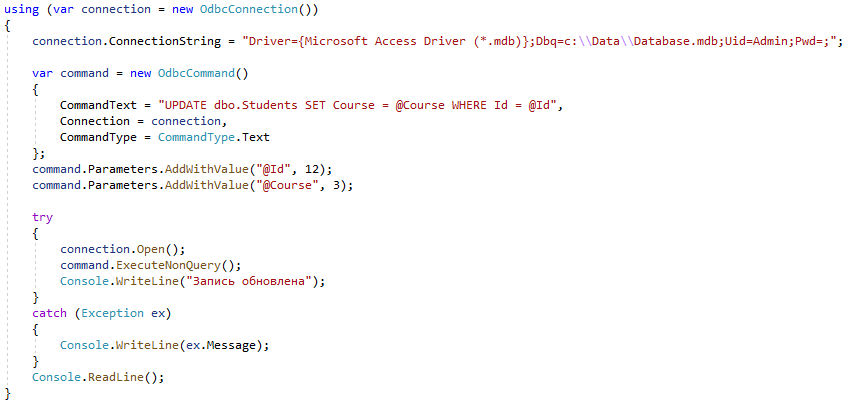 using (var connection = new OdbcConnection())
{
connection.ConnectionString = "Driver={Microsoft Access Driver (*.mdb)};Dbq=c:\\Data\\Database.mdb;Uid=Admin;Pwd=;";
var command = new OdbcCommand()
{
CommandText = "UPDATE dbo.Students SET Course = @Course WHERE Id = @Id",
Connection = connection,
CommandType = CommandType.Text
};
command.Parameters.AddWithValue("@Id", 12);
command.Parameters.AddWithValue("@Course", 3);
try
{
connection.Open();
command.ExecuteNonQuery();
Console.WriteLine("Запись обновлена");
}
catch (Exception ex)
{
Console.WriteLine(ex.Message);
}
Console.ReadLine();
}